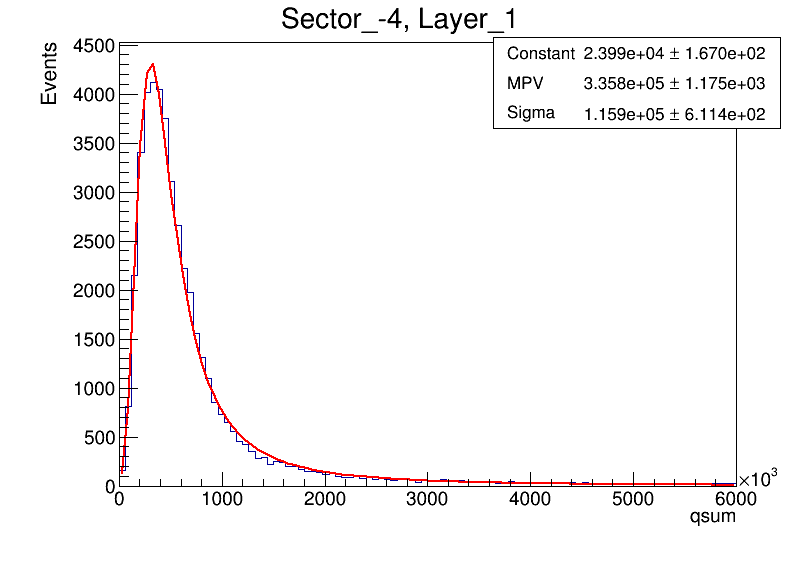 Sector_-4, Layer_1
Constant 2.399e+04 ± 1.670e+02
MPV 3.358e+05 ± 1.175e+03
Sigma 1.159e+05 ± 6.114e+02
Events
4500
4000
3500
3000
2500
2000
1500
1000
500
0
0 1000 2000 3000 4000 5000 6000
×10³
qsum